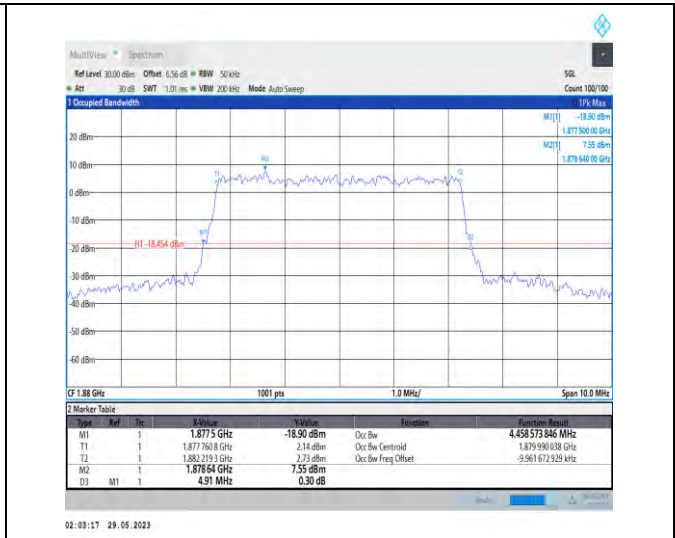 MultiView Spectrum
Ref Level 30.00 dBm Offset 6.56 dB RBW 50 kHz SGL
Att 30 dB SWT 1.01 ms VBW 200 kHz Mode Auto Sweep Count 100/100
1 Occupied Bandwidth 1Pk Max
M1[1] -18.90 dBm
1.877 500 00 GHz
M2[1] 7.55 dBm
1.878 640 00 GHz
20 dBm
10 dBm
M2
T1
T2
0 dBm
-10 dBm
M1
D3
H1 -18.454 dBm
-20 dBm
-30 dBm
-40 dBm
-50 dBm
-60 dBm
CF 1.88 GHz 1001 pts 1.0 MHz/ Span 10.0 MHz
2 Marker Table
Type Ref Trc X-Value Y-Value Function Function Result
M1 1 1.8775 GHz -18.90 dBm Occ Bw 4.458 573 846 MHz
T1 1 1.877 760 8 GHz 2.14 dBm Occ Bw Centroid 1.879 990 038 GHz
T2 1 1.882 219 3 GHz 2.73 dBm Occ Bw Freq Offset -9.961 672 929 kHz
M2 1 1.878 64 GHz 7.55 dBm
D3 M1 1 4.91 MHz 0.30 dB
02:03:17 29.05.2023